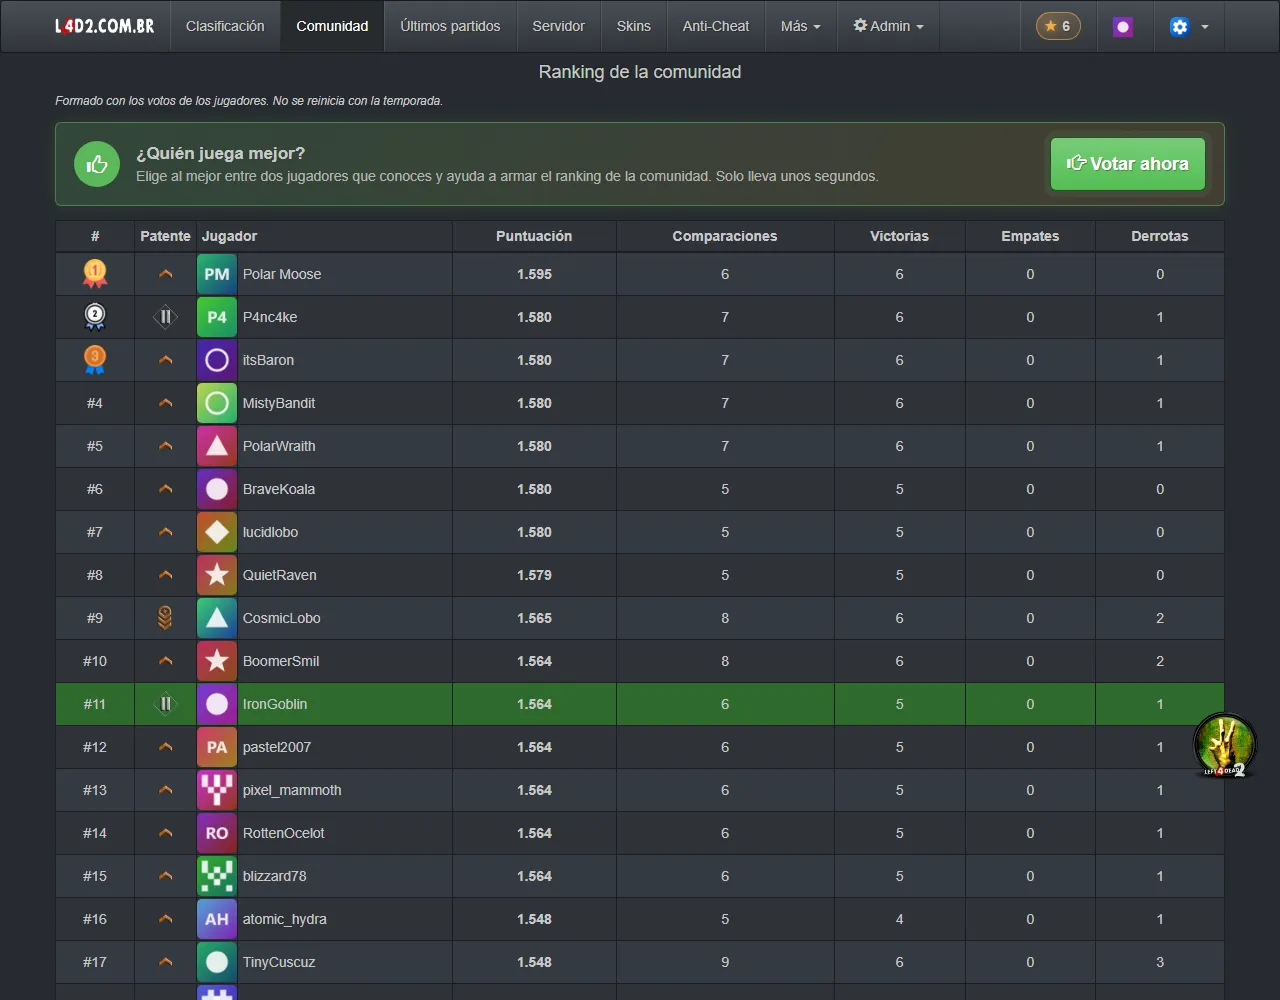 L4D2.COM.BR Clasificación Comunidad Últimos partidos Servidor Skins Anti-Cheat Más Admin 6
Ranking de la comunidad
Formado con los votos de los jugadores. No se reinicia con la temporada.
¿Quién juega mejor?
Elige al mejor entre dos jugadores que conoces y ayuda a armar el ranking de la comunidad. Solo lleva unos segundos.
Votar ahora
# Patente Jugador Puntuación Comparaciones Victorias Empates Derrotas
1 PM Polar Moose 1.595 6 6 0 0
2 P4 P4nc4ke 1.580 7 6 0 1
3 itsBaron 1.580 7 6 0 1
#4 MistyBandit 1.580 7 6 0 1
#5 PolarWraith 1.580 7 6 0 1
#6 BraveKoala 1.580 5 5 0 0
#7 lucidlobo 1.580 5 5 0 0
#8 QuietRaven 1.579 5 5 0 0
#9 CosmicLobo 1.565 8 6 0 2
#10 BoomerSmil 1.564 8 6 0 2
#11 IronGoblin 1.564 6 5 0 1
#12 PA pastel2007 1.564 6 5 0 1
LEFT 4 DEAD 2
#13 pixel_mammoth 1.564 6 5 0 1
#14 RO RottenOcelot 1.564 6 5 0 1
#15 blizzard78 1.564 6 5 0 1
#16 AH atomic_hydra 1.548 5 4 0 1
#17 TinyCuscuz 1.548 9 6 0 3